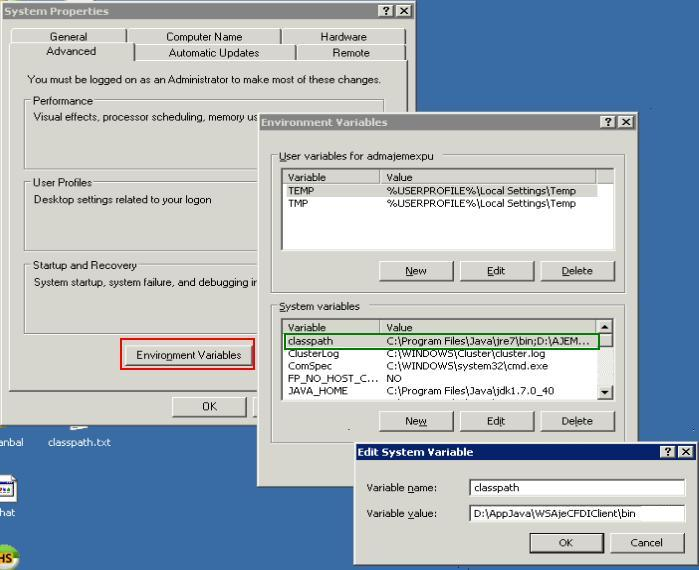 System Properties
General
Computer Name
Hardware
Advanced
Automatic Updates
Remote
You must be logged on as an Administrator to make most of these changes.
Performance
Visual effects, processor scheduling, memory us
User Profiles
Desktop settings related to your logon
Startup and Recovery
System startup, system failure, and debugging in
Environment Variables
OK
Environment Variables
User variables for admajemexpu
Variable Value
TEMP %USERPROFILE%\Local Settings\Temp
TMP %USERPROFILE%\Local Settings\Temp
New Edit Delete
System variables
Variable Value
classpath C:\Program Files\Java\jre7\bin;D:\AJEM...
ClusterLog C:\WINDOWS\Cluster\cluster.log
ComSpec C:\WINDOWS\system32\cmd.exe
FP_NO_HOST_C... NO
JAVA_HOME C:\Program Files\Java\jdk1.7.0_40
New Edit Delete
Edit System Variable
Variable name: classpath
Variable value: D:\AppJava\WSAjeCFDIClient\bin
OK Cancel
anbal
classpath.txt
hat
HS